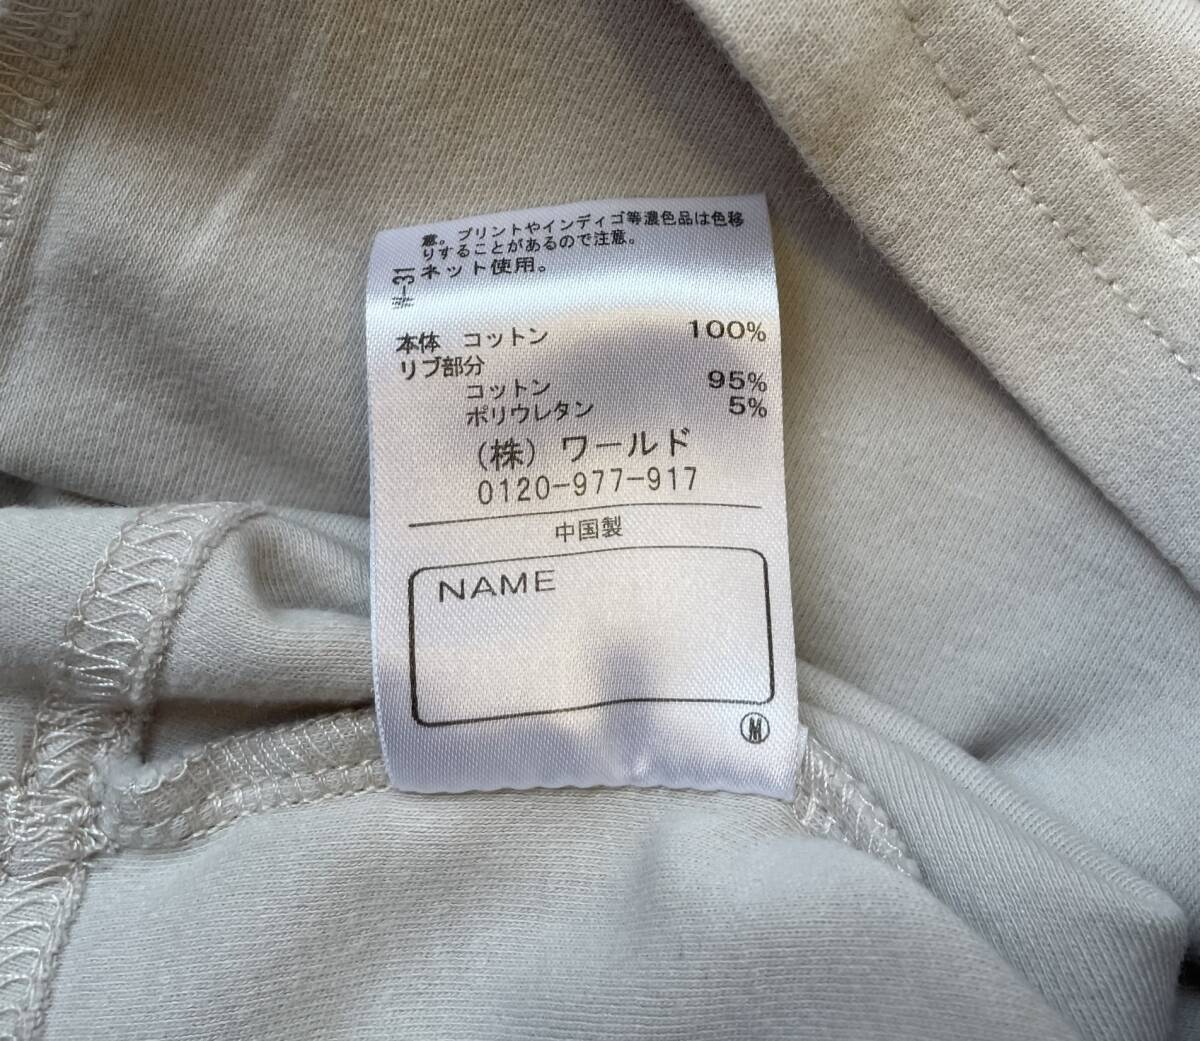 意。プリントやインディゴ等濃色品は色移
りすることがあるので注意。
ネット使用。
W-31
本体 コットン 100%
リブ部分
コットン 95%
ポリウレタン 5%
(株) ワールド
0120-977-917
中国製
NAME
M